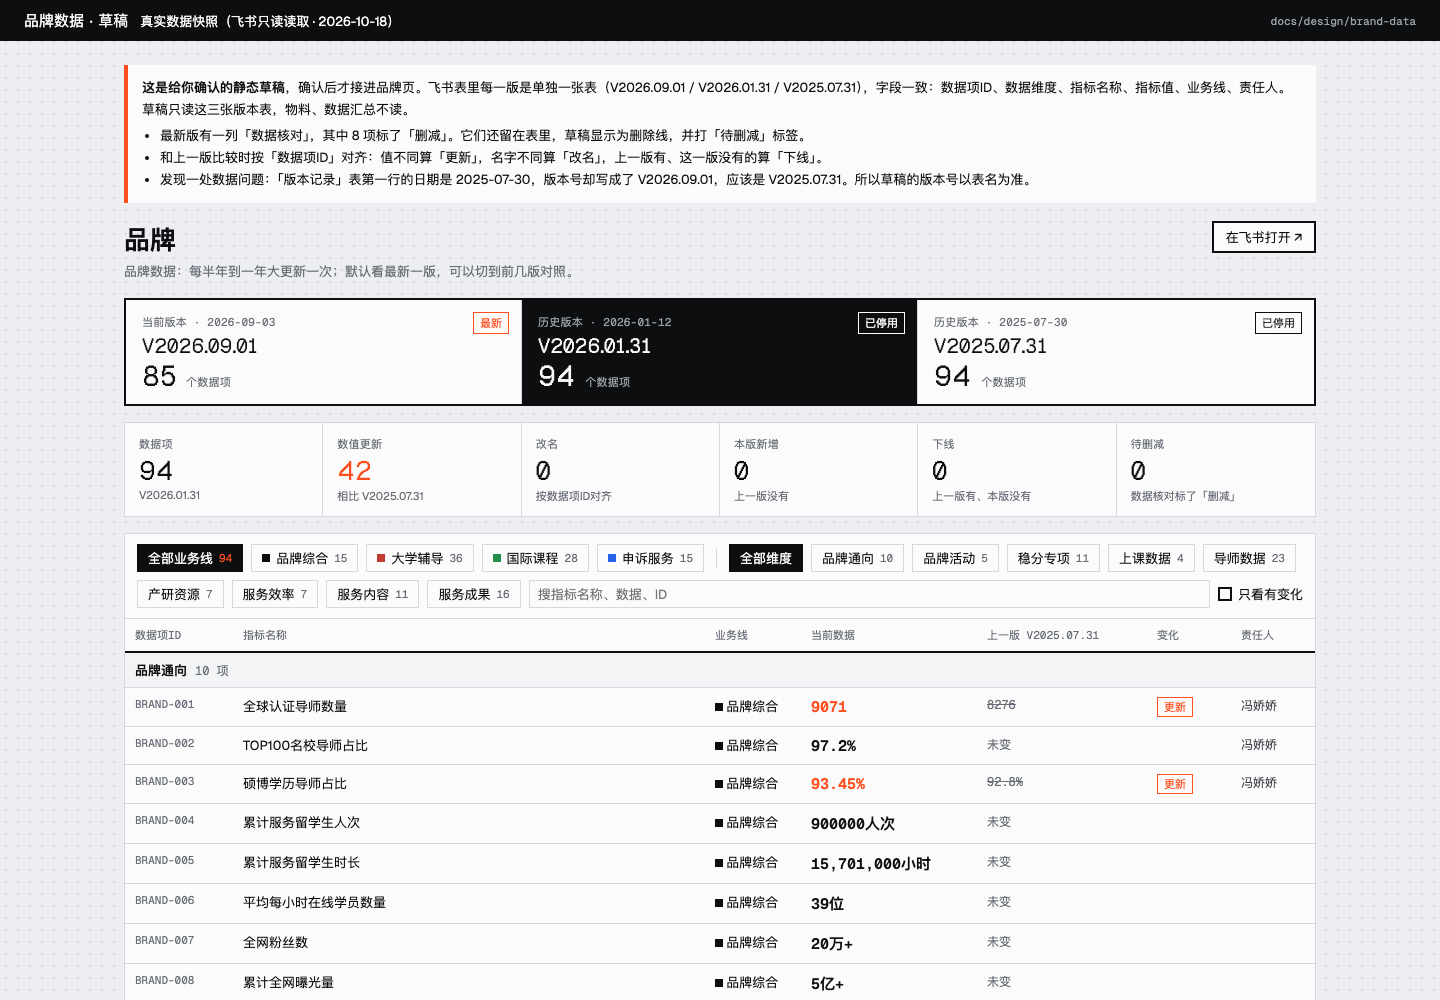 品牌数据 · 草稿 真实数据快照（飞书只读读取 · 2026-10-18） docs/design/brand-data
这是给你确认的静态草稿，确认后才接进品牌页。飞书表里每一版是单独一张表（V2026.09.01 / V2026.01.31 / V2025.07.31），字段一致：数据项ID、数据维度、指标名称、指标值、业务线、责任人。
草稿只读这三张版本表，物料、数据汇总不读。
• 最新版有一列「数据核对」，其中 8 项标了「删减」。它们还留在表里，草稿显示为删除线，并打「待删减」标签。
• 和上一版比较时按「数据项ID」对齐：值不同算「更新」，名字不同算「改名」，上一版有、这一版没有的算「下线」。
• 发现一处数据问题：「版本记录」表第一行的日期是 2025-07-30，版本号却写成了 V2026.09.01，应该是 V2025.07.31。所以草稿的版本号以表名为准。
品牌 在飞书打开 ↗
品牌数据：每半年到一年大更新一次；默认看最新一版，可以切到前几版对照。
当前版本 · 2026-09-03 最新
V2026.09.01
85 个数据项
历史版本 · 2026-01-12 已停用
V2026.01.31
94 个数据项
历史版本 · 2025-07-30 已停用
V2025.07.31
94 个数据项
数据项
94
V2026.01.31
数值更新
42
相比 V2025.07.31
改名
0
按数据项ID对齐
本版新增
0
上一版没有
下线
0
上一版有、本版没有
待删减
0
数据核对标了「删减」
全部业务线 94 品牌综合 15 大学辅导 36 国际课程 28 申诉服务 15 全部维度 品牌通向 10 品牌活动 5 稳分专项 11 上课数据 4 导师数据 23
产研资源 7 服务效率 7 服务内容 11 服务成果 16 搜指标名称、数据、ID 只看有变化
数据项ID 指标名称 业务线 当前数据 上一版 V2025.07.31 变化 责任人
品牌通向 10 项
BRAND-001 全球认证导师数量 品牌综合 9071 8276 更新 冯娇娇
BRAND-002 TOP100名校导师占比 品牌综合 97.2% 未变 冯娇娇
BRAND-003 硕博学历导师占比 品牌综合 93.45% 92.8% 更新 冯娇娇
BRAND-004 累计服务留学生人次 品牌综合 900000人次 未变
BRAND-005 累计服务留学生时长 品牌综合 15,701,000小时 未变
BRAND-006 平均每小时在线学员数量 品牌综合 39位 未变
BRAND-007 全网粉丝数 品牌综合 20万+ 未变
BRAND-008 累计全网曝光量 品牌综合 5亿+ 未变